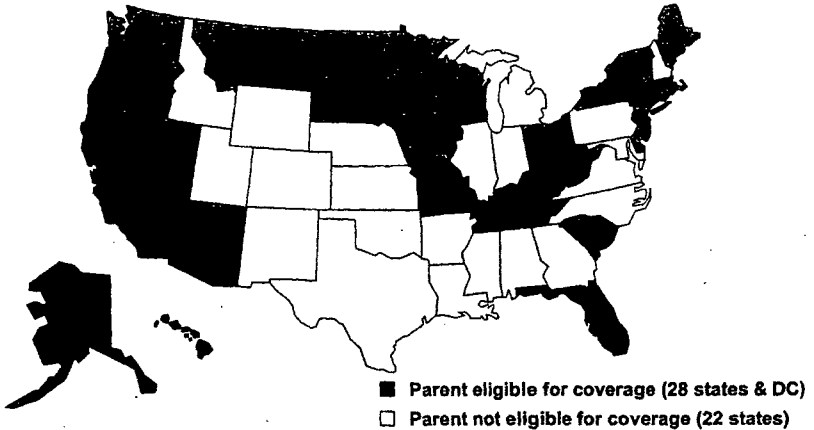 Parent eligible for coverage (28 states & DC)
Parent not eligible for coverage (22 states)